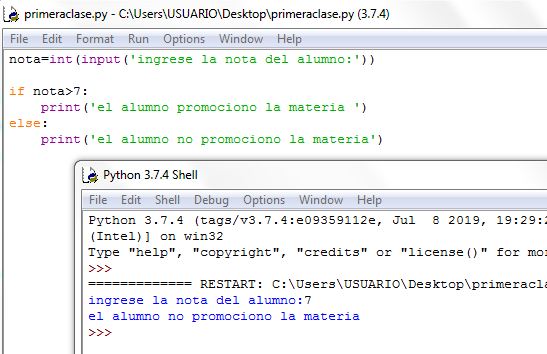 primeraclase.py - C:\Users\USUARIO\Desktop\primeraclase.py (3.7.4)
File Edit Format Run Options Window Help
nota=int(input('ingrese la nota del alumno:'))
if nota>7:
    print('el alumno promociono la materia ')
else:
    print('el alumno no promociono la materia')
Python 3.7.4 Shell
File Edit Shell Debug Options Window Help
Python 3.7.4 (tags/v3.7.4:e09359112e, Jul  8 2019, 19:29:2
(Intel)] on win32
Type "help", "copyright", "credits" or "license()" for mor
>>>
============= RESTART: C:\Users\USUARIO\Desktop\primeracla
ingrese la nota del alumno:7
el alumno no promociono la materia
>>>